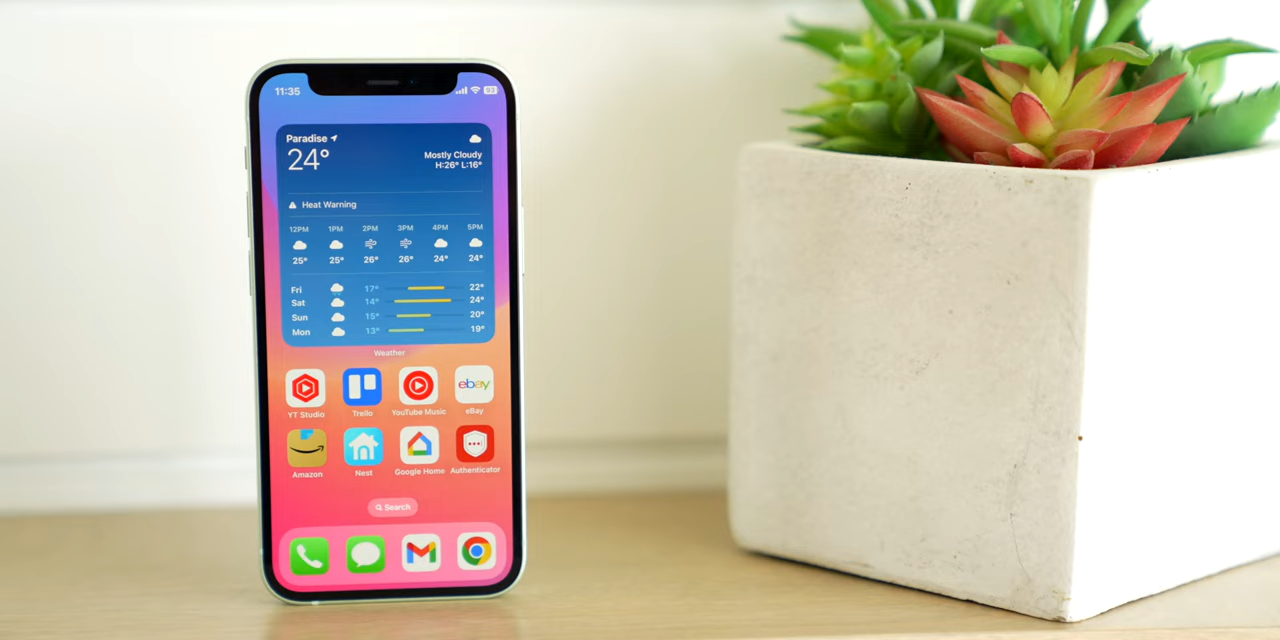 11:35
93
Paradise
24°
Mostly Cloudy
H:26° L:16°
Heat Warning
12PM 1PM 2PM 3PM 4PM 5PM
25° 25° 26° 26° 24° 24°
Fri 17° 22°
Sat 14° 24°
Sun 15° 20°
Mon 13° 19°
Weather
ebay
YT Studio Trello YouTube Music eBay
Amazon Nest Google Home Authenticator
Search